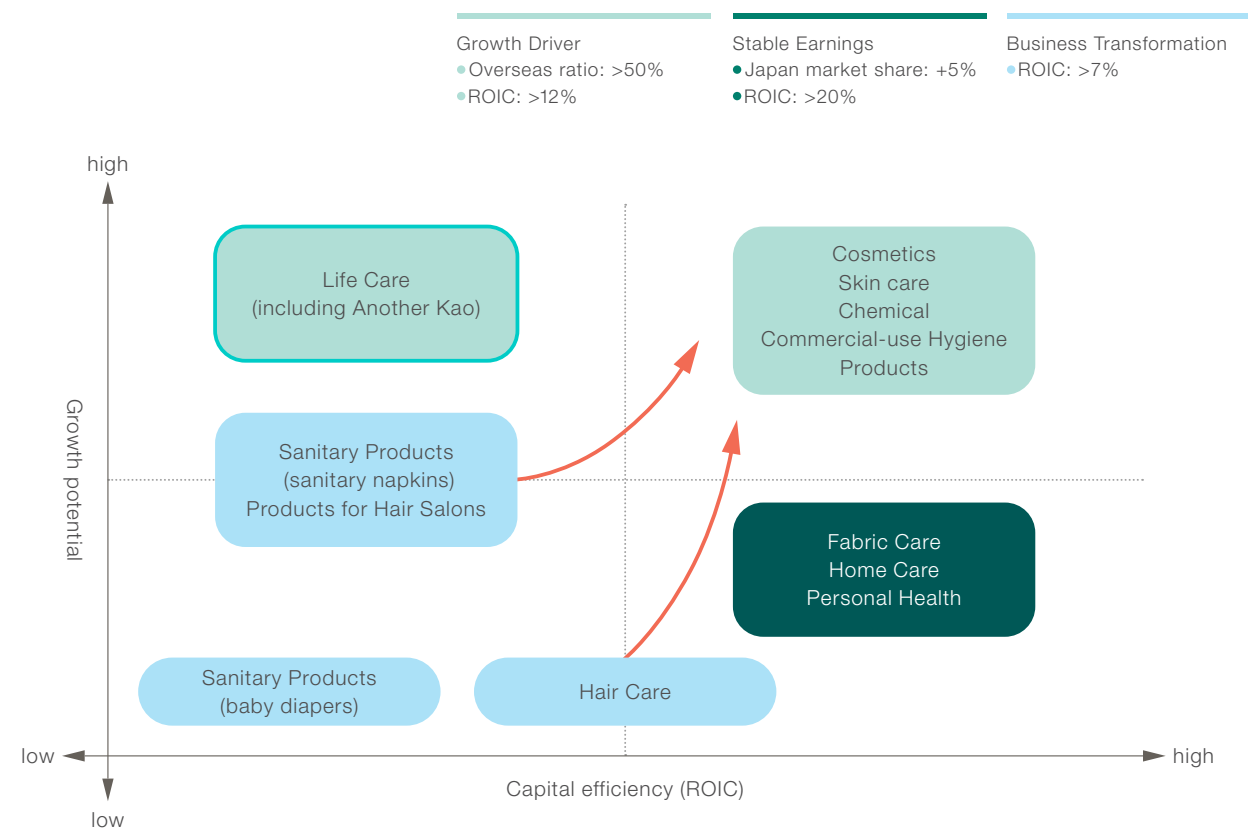 Growth Driver
Overseas ratio: >50%
ROIC: >12%
Stable Earnings
Japan market share: +5%
ROIC: >20%
Business Transformation
ROIC: >7%
high
Life Care
(including Another Kao)
Cosmetics
Skin care
Chemical
Commercial-use Hygiene
Products
Growth potential
Sanitary Products
(sanitary napkins)
Products for Hair Salons
Fabric Care
Home Care
Personal Health
Sanitary Products
(baby diapers)
Hair Care
low
high
Capital efficiency (ROIC)
low